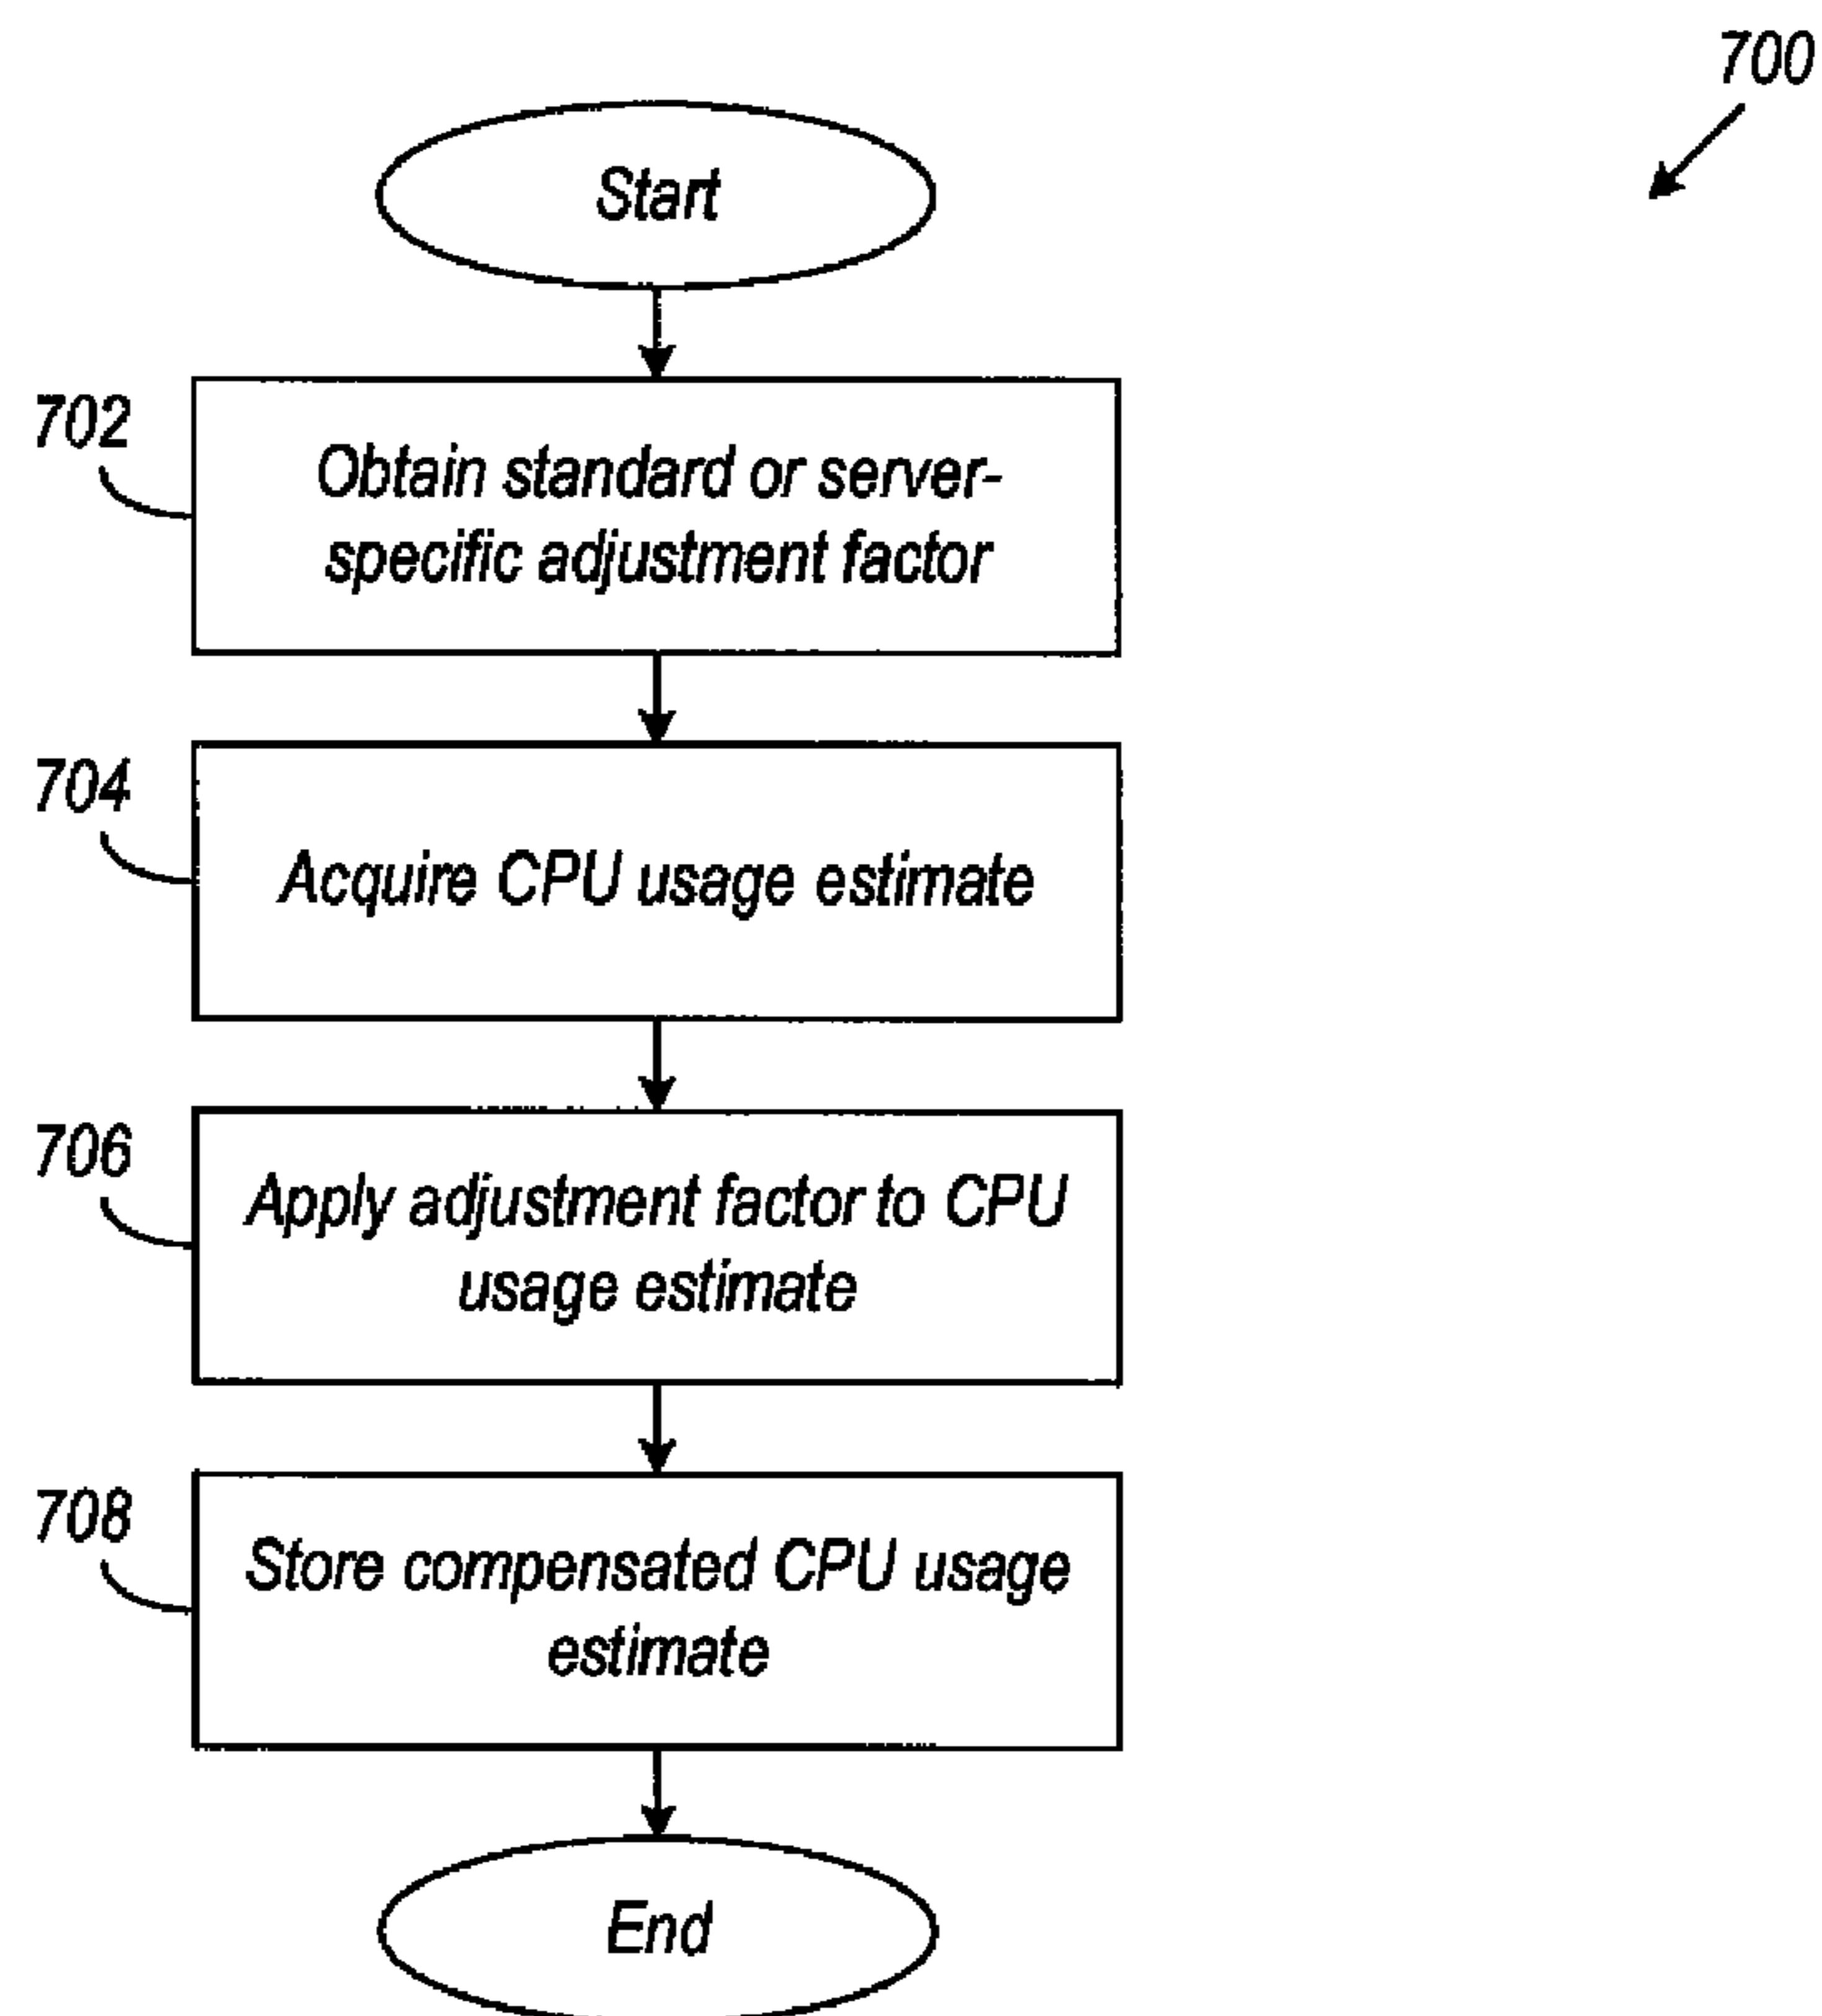 700
Start
702
Obtain standard or server-
specific adjustment factor
704
Acquire CPU usage estimate
706
Apply adjustment factor to CPU
usage estimate
708
Store compensated CPU usage
estimate
End